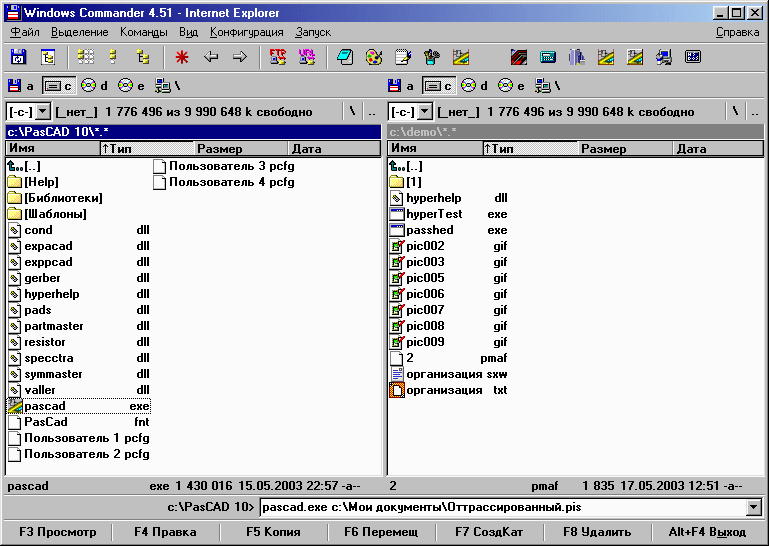 Windows Commander 4.51 - Internet Explorer
Файл Выделение Команды Вид Конфигурация Запуск Справка
FTP URL
a c d e \ a c d e \
[-c-] [_нет_] 1 776 496 из 9 990 648 k свободно \ .. [-c-] [_нет_] 1 776 496 из 9 990 648 k свободно \ ..
c:\PasCAD 10\*.* c:\demo\*.*
Имя ↑Тип Размер Дата Имя ↑Тип Размер Дата
[..] Пользователь 3 pcfg [..]
[Help] Пользователь 4 pcfg [1]
[Библиотеки] hyperhelp dll
[Шаблоны] hyperTest exe
cond dll passhed exe
expacad dll pic002 gif
exppcad dll pic003 gif
gerber dll pic005 gif
hyperhelp dll pic006 gif
pads dll pic007 gif
partmaster dll pic008 gif
resistor dll pic009 gif
specctra dll 2 pmaf
symmaster dll организация sxw
valler dll организация txt
pascad exe
PasCad fnt
Пользователь 1 pcfg
Пользователь 2 pcfg
pascad exe 1 430 016 15.05.2003 22:57 -a-- 2 pmaf 1 835 17.05.2003 12:51 -a--
c:\PasCAD 10> pascad.exe c:\Мои документы\Оттрассированный.pis
F3 Просмотр F4 Правка F5 Копия F6 Перемещ F7 СоздКат F8 Удалить Alt+F4 Выход